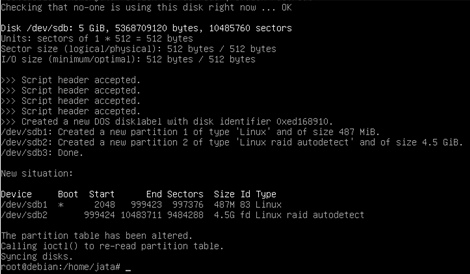 Checking that no-one is using this disk right now ... OK
Disk /dev/sdb: 5 GiB, 5368709120 bytes, 10485760 sectors
Units: sectors of 1 * 512 = 512 bytes
Sector size (logical/physical): 512 bytes / 512 bytes
I/O size (minimum/optimal): 512 bytes / 512 bytes
>>> Script header accepted.
>>> Script header accepted.
>>> Script header accepted.
>>> Script header accepted.
>>> Created a new DOS disklabel with disk identifier 0xed168910.
/dev/sdb1: Created a new partition 1 of type 'Linux' and of size 487 MiB.
/dev/sdb2: Created a new partition 2 of type 'Linux raid autodetect' and of size 4.5 GiB.
/dev/sdb3: Done.
New situation:
Device Boot Start End Sectors Size Id Type
/dev/sdb1 * 2048 999423 997376 487M 83 Linux
/dev/sdb2 999424 10483711 9484288 4.5G fd Linux raid autodetect
The partition table has been altered.
Calling ioctl() to re-read partition table.
Syncing disks.
root@debian:/home/jata# _